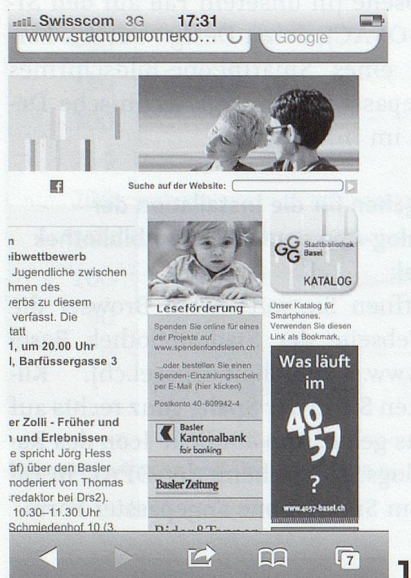 Swisscom 3G 17:31
www.stadtbibliothekb...
Google
Suche auf der Website:
n
eibwettbewerb
Jugendliche zwischen
hmen des
verbs zu diesem
verfasst. Die
tatt
1, um 20.00 Uhr
l, Barfüssergasse 3
er Zolli - Früher und
n und Erlebnissen
e spricht Jörg Hess
af) über den Basler
moderiert von Thomas
redaktor bei Drs2).
10.30–11.30 Uhr
Schmiedenhof 10 (3.
Leseförderung
Spenden Sie online für eines
der Projekte auf
www.spendenfondslesen.ch
...oder bestellen Sie einen
Spenden-Einzahlungsschein
per E-Mail (hier klicken)
Postkonto 40-609942-4
Basler
Kantonalbank
fair banking
Basler Zeitung
GGG Stadtbibliothek
Basel
KATALOG
Unser Katalog für
Smartphones.
Verwenden Sie diesen
Link als Bookmark.
Was läuft
im
40
57
?
www.4057-basel.ch
7
1